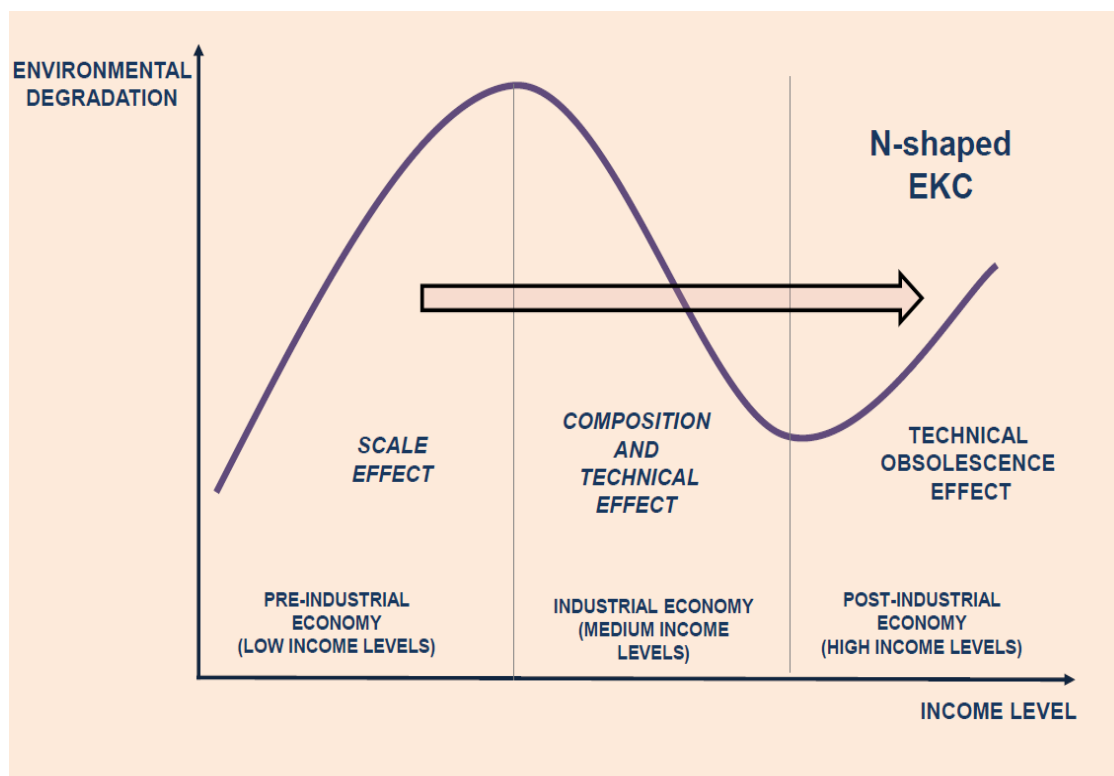 ENVIRONMENTAL
DEGRADATION
N-shaped
EKC
SCALE
EFFECT
COMPOSITION
AND
TECHNICAL
EFFECT
TECHNICAL
OBSOLESCENCE
EFFECT
PRE-INDUSTRIAL
ECONOMY
(LOW INCOME LEVELS)
INDUSTRIAL ECONOMY
(MEDIUM INCOME
LEVELS)
POST-INDUSTRIAL
ECONOMY
(HIGH INCOME LEVELS)
INCOME LEVEL